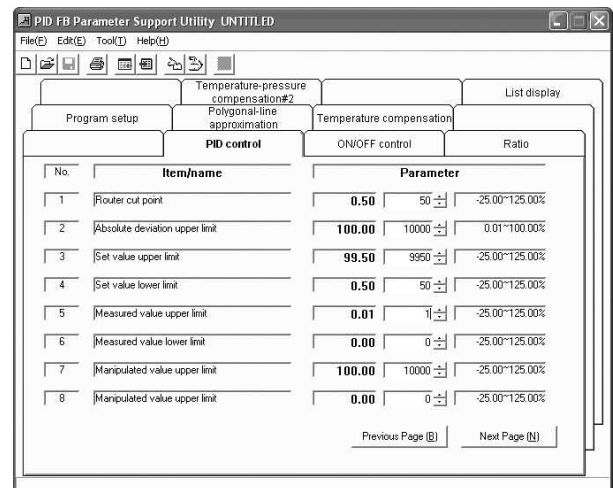 PID FB Parameter Support Utility UNTITLED
File(F) Edit(E) Tool(T) Help(H)
Temperature-pressure
compensation#2
List display
Program setup
Polygonal-line
approximation
Temperature compensation
PID control
ON/OFF control
Ratio
No. Item/name Parameter
1 Router cut point 0.50 50 -25.00~125.00%
2 Absolute deviation upper limit 100.00 10000 0.01~100.00%
3 Set value upper limit 99.50 9950 -25.00~125.00%
4 Set value lower limit 0.50 50 -25.00~125.00%
5 Measured value upper limit 0.01 1 -25.00~125.00%
6 Measured value lower limit 0.00 0 -25.00~125.00%
7 Manipulated value upper limit 100.00 10000 -25.00~125.00%
8 Manipulated value upper limit 0.00 0 -25.00~125.00%
Previous Page (B) Next Page (N)